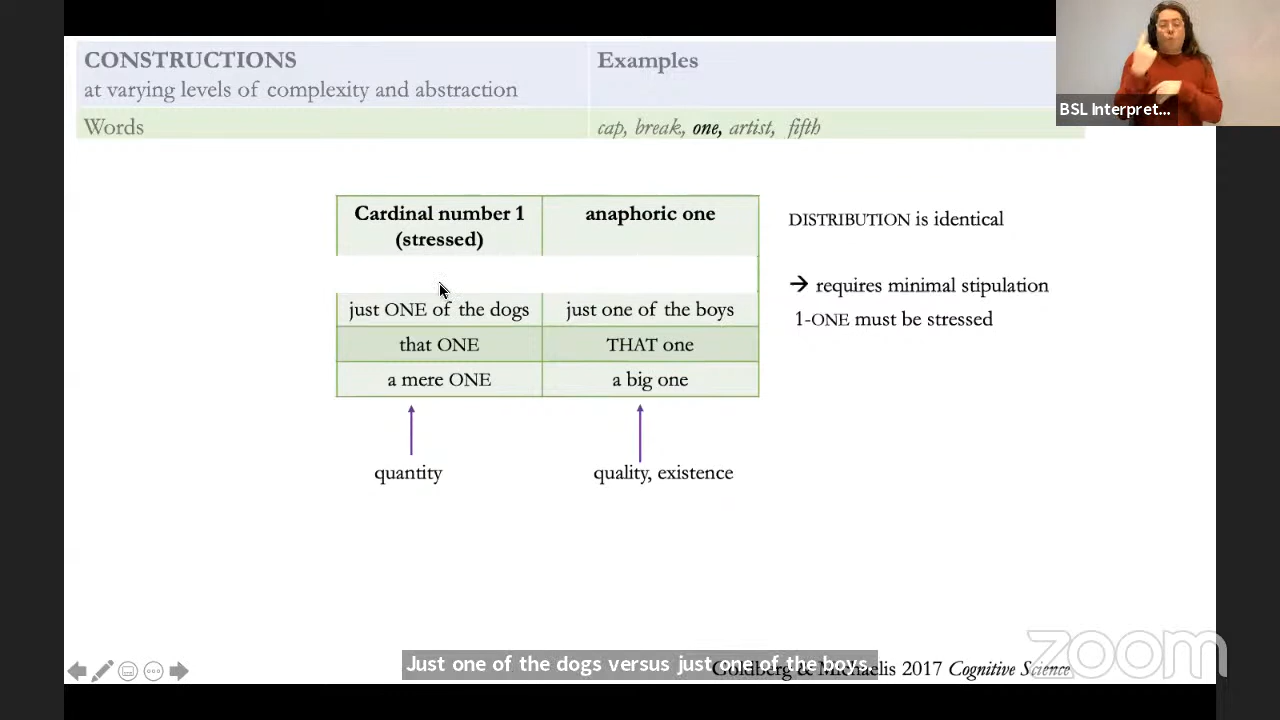 CONSTRUCTIONS
at varying levels of complexity and abstraction
Examples
Words
cap, break, one, artist, fifth
BSL Interpret...
Cardinal number 1
(stressed)
anaphoric one
just ONE of the dogs
just one of the boys
that ONE
THAT one
a mere ONE
a big one
quantity
quality, existence
DISTRIBUTION is identical
→ requires minimal stipulation
1-ONE must be stressed
Just one of the dogs versus just one of the boys.
Goldberg & Michaelis 2017 Cognitive Science
zoom